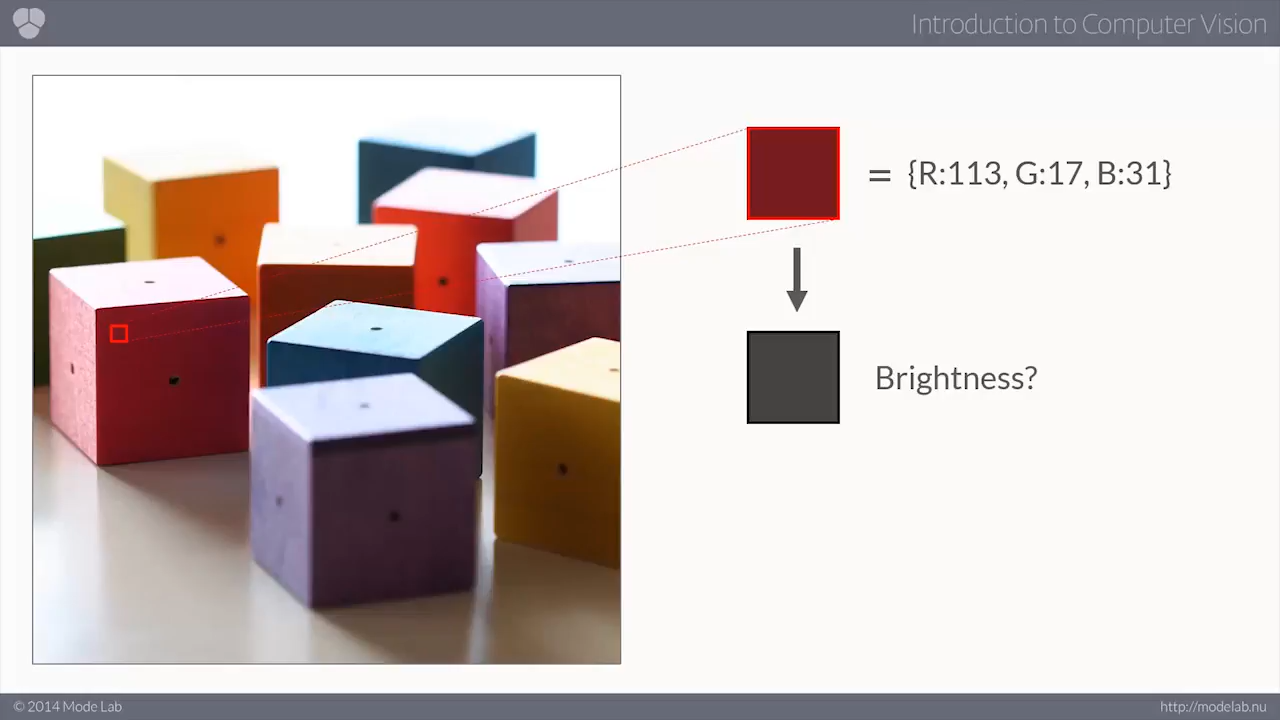 Introduction to Computer Vision
= {R:113, G:17, B:31}
Brightness?
© 2014 Mode Lab
http://modelab.nu